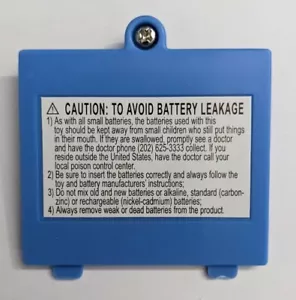 ⚠ CAUTION: TO AVOID BATTERY LEAKAGE
1) As with all small batteries, the batteries used with this
toy should be kept away from small children who still put things
in their mouth. If they are swallowed, promptly see a doctor
and have the doctor phone (202) 625-3333 collect. If you
reside outside the United States, have the doctor call your
local poison control center.
2) Be sure to insert the batteries correctly and always follow the
toy and battery manufacturers' instructions;
3) Do not mix old and new batteries or alkaline, standard (carbon-
zinc) or rechargeable (nickel-cadmium) batteries;
4) Always remove weak or dead batteries from the product.